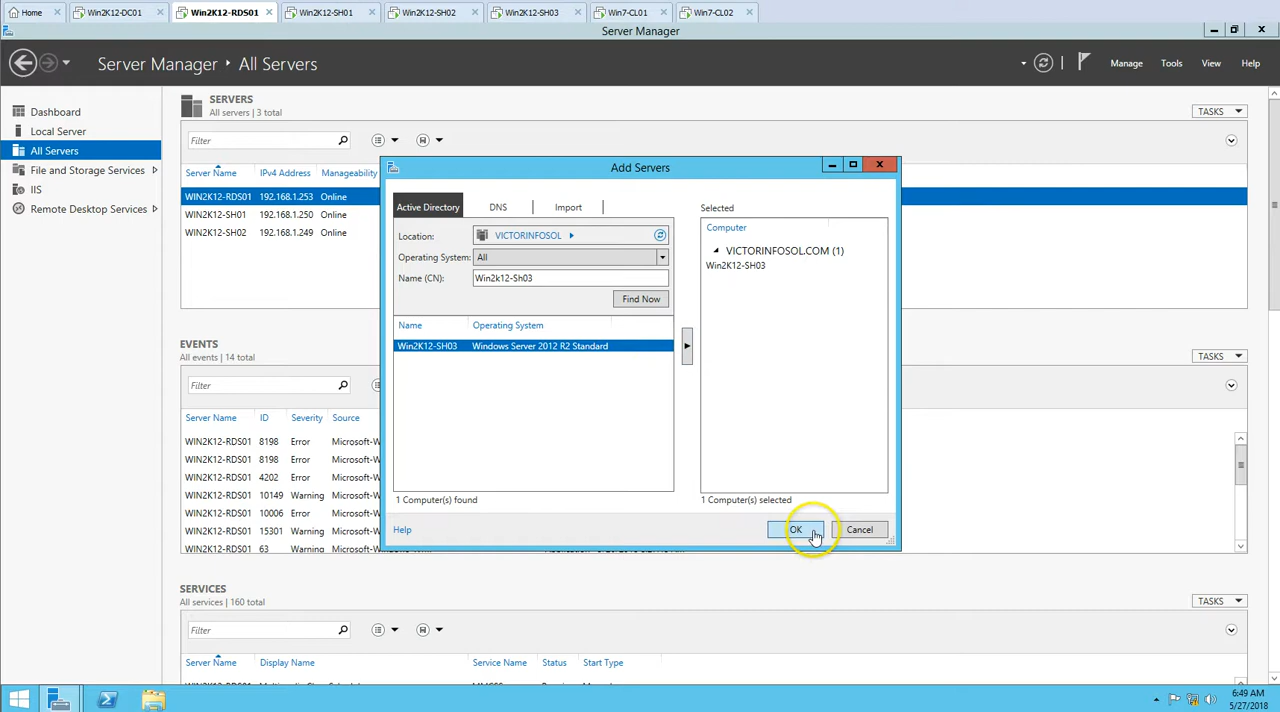 Home Win2K12-DC01 Win2K12-RDS01 Win2K12-SH01 Win2K12-SH02 Win2K12-SH03 Win7-CL01 Win7-CL02
Server Manager
Server Manager All Servers
Manage Tools View Help
Dashboard
Local Server
All Servers
File and Storage Services
IIS
Remote Desktop Services
SERVERS
All servers | 3 total
TASKS
Filter
Server Name IPv4 Address Manageability
WIN2K12-RDS01 192.168.1.253 Online
WIN2K12-SH01 192.168.1.250 Online
WIN2K12-SH02 192.168.1.249 Online
EVENTS
All events | 14 total
TASKS
Filter
Server Name ID Severity Source
WIN2K12-RDS01 8198 Error Microsoft-W
WIN2K12-RDS01 8198 Error Microsoft-W
WIN2K12-RDS01 4202 Error Microsoft-W
WIN2K12-RDS01 10149 Warning Microsoft-W
WIN2K12-RDS01 10006 Error Microsoft-W
WIN2K12-RDS01 15301 Warning Microsoft-W
WIN2K12-RDS01 63 Warning
SERVICES
All services | 160 total
TASKS
Filter
Server Name Display Name Service Name Status Start Type
Add Servers
Active Directory DNS Import
Location: VICTORINFOSOL
Operating System: All
Name (CN): Win2k12-Sh03
Find Now
Name Operating System
Win2K12-SH03 Windows Server 2012 R2 Standard
1 Computer(s) found
Selected
Computer
VICTORINFOSOL.COM (1)
Win2K12-SH03
1 Computer(s) selected
Help
OK Cancel
6:49 AM
5/27/2018